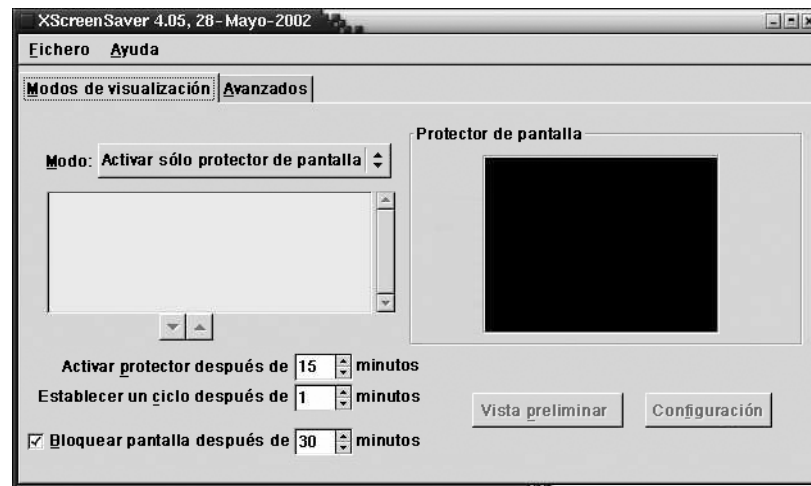 XScreenSaver 4.05, 28-Mayo-2002
Fichero Ayuda
Modos de visualización Avanzados
Protector de pantalla
Modo: Activar sólo protector de pantalla
Activar protector después de 15 minutos
Establecer un ciclo después de 1 minutos
Vista preliminar Configuración
Bloquear pantalla después de 30 minutos